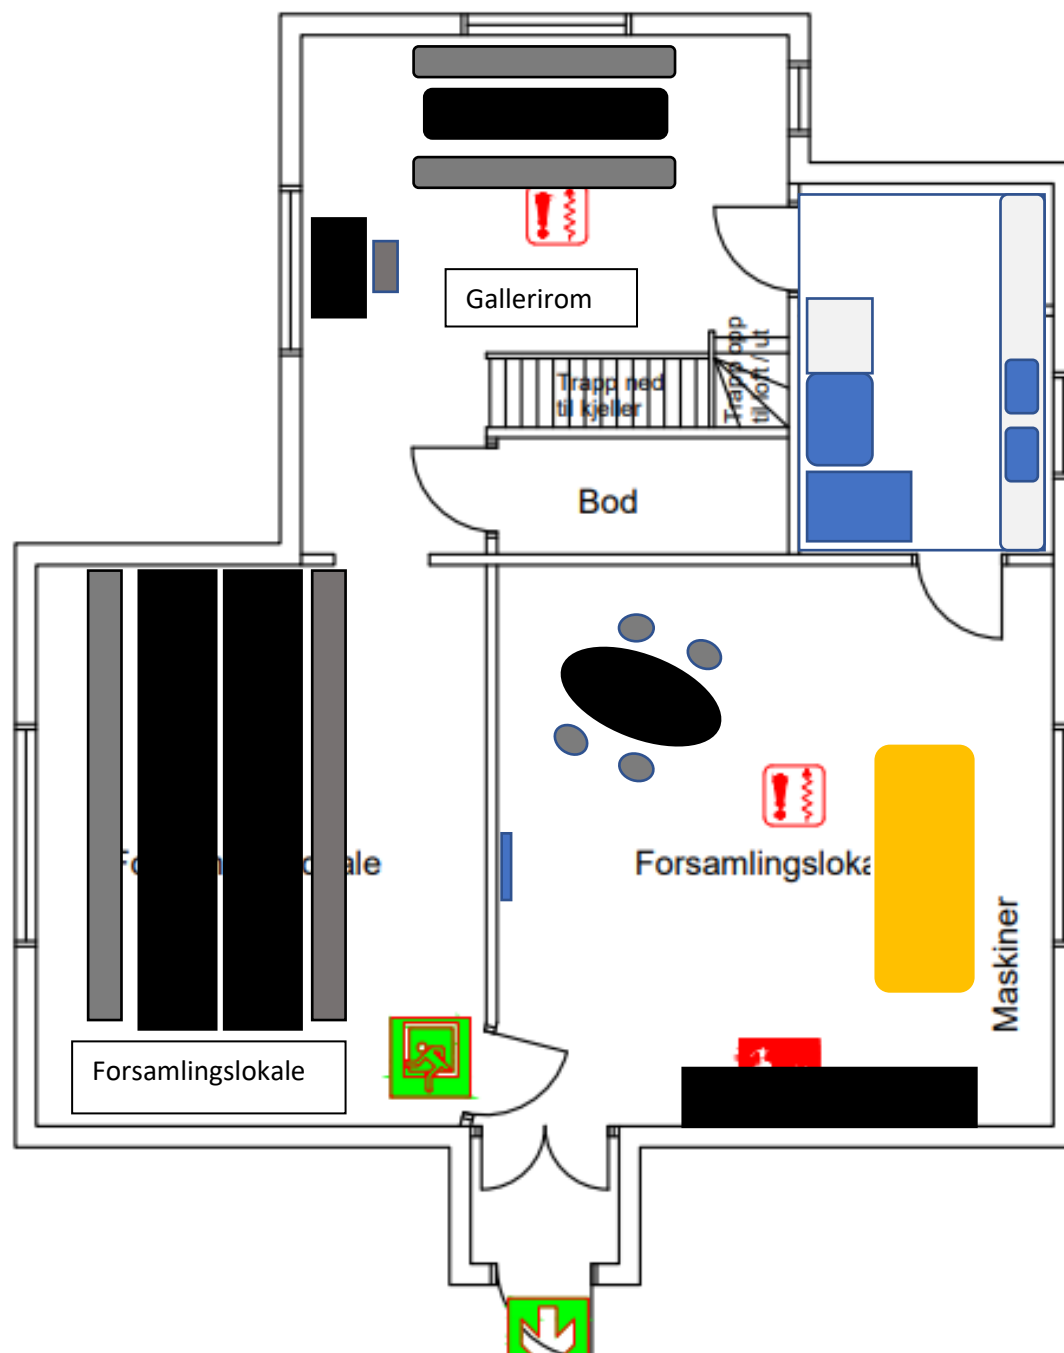 Gallerirom
Trapp ned
til kjeller
Trapp opp
til loft / ut
Bod
Forsamlingsloka
Maskiner
Forsamlingslokale